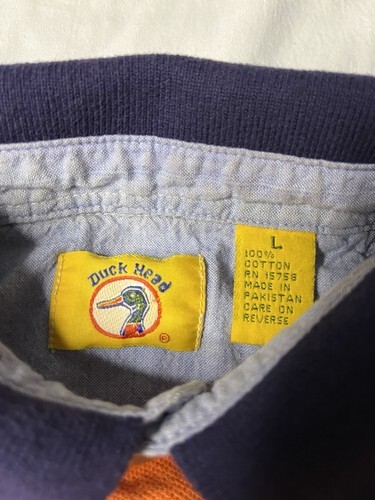 Duck Head
®
L
100%
COTTON
RN 15758
MADE IN
PAKISTAN
CARE ON
REVERSE